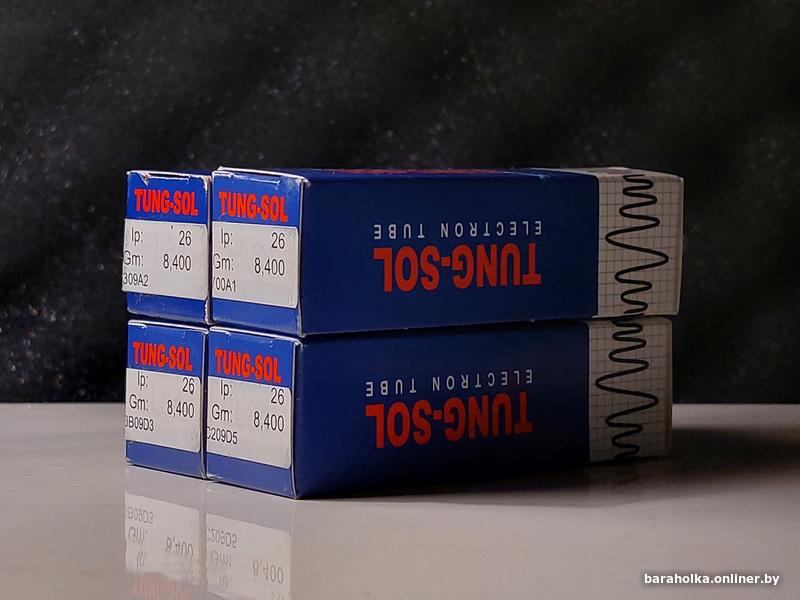 TUNG-SOL
Ip: 26
Gm: 8,400
309A2
TUNG-SOL
Ip: 26
Gm: 8,400
Y00A1
TUNG-SOL
ELECTRON TUBE
TUNG-SOL
Ip: 26
Gm: 8,400
3B09D3
TUNG-SOL
Ip: 26
Gm: 8,400
C209D5
TUNG-SOL
ELECTRON TUBE
baraholka.onliner.by